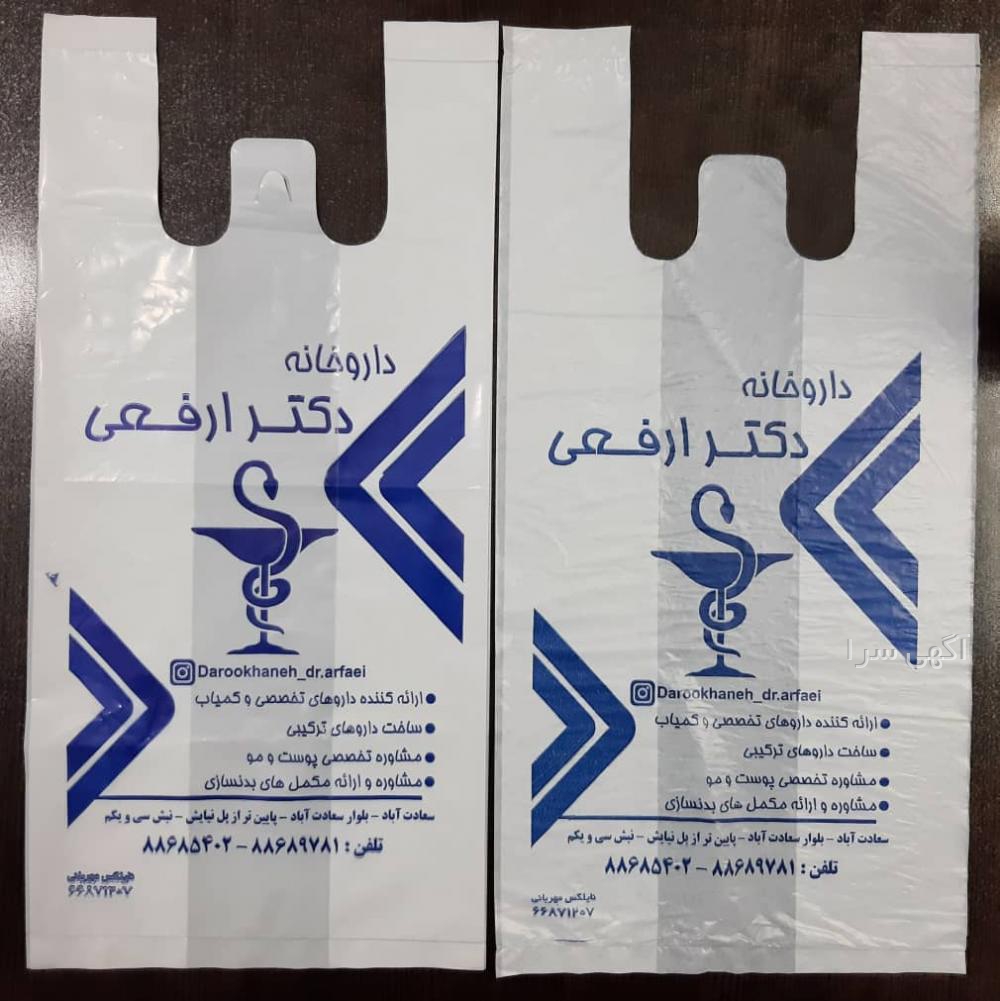 داروخانه
دکتر ارفعی
Darookhaneh_dr.arfaei
• ارائه کننده داروهای تخصصی و کمیاب
• ساخت داروهای ترکیبی
• مشاوره تخصصی پوست و مو
• مشاوره و ارائه مکمل های بدنسازی
سعادت آباد - بلوار سعادت آباد - پایین تر از پل نیایش - نبش سی و یکم
تلفن : ۸۸۶۸۹۷۸۱ - ۸۸۶۸۵۴۰۲
نایلکس مهربانی
۶۶۸۷۱۲۰۷
داروخانه
دکتر ارفعی
Darookhaneh_dr.arfaei
• ارائه کننده داروهای تخصصی و کمیاب
• ساخت داروهای ترکیبی
• مشاوره تخصصی پوست و مو
• مشاوره و ارائه مکمل های بدنسازی
سعادت آباد - بلوار سعادت آباد - پایین تر از پل نیایش - نبش سی و یکم
تلفن : ۸۸۶۸۹۷۸۱ - ۸۸۶۸۵۴۰۲
نایلکس مهربانی
۶۶۸۷۱۲۰۷
آگهی سرا